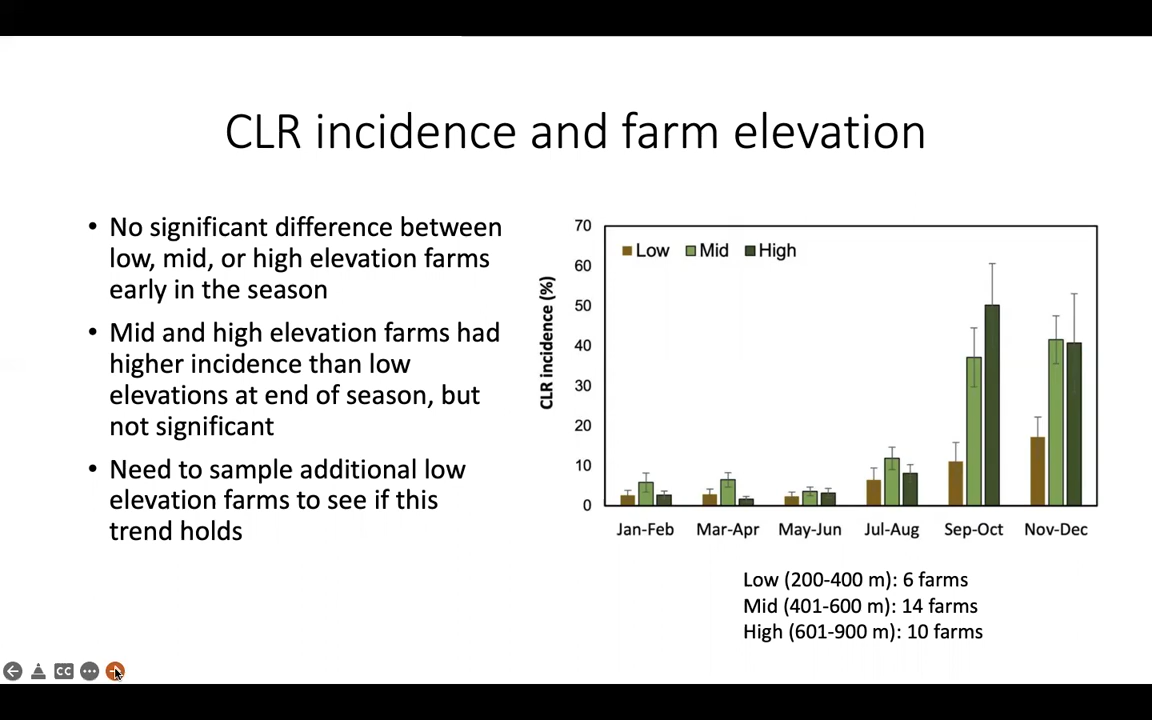 CLR incidence and farm elevation
• No significant difference between
low, mid, or high elevation farms
early in the season
• Mid and high elevation farms had
higher incidence than low
elevations at end of season, but
not significant
• Need to sample additional low
elevation farms to see if this
trend holds
CLR incidence (%)
70
60
50
40
30
20
10
0
Low Mid High
Jan-Feb Mar-Apr May-Jun Jul-Aug Sep-Oct Nov-Dec
Low (200-400 m): 6 farms
Mid (401-600 m): 14 farms
High (601-900 m): 10 farms
CC